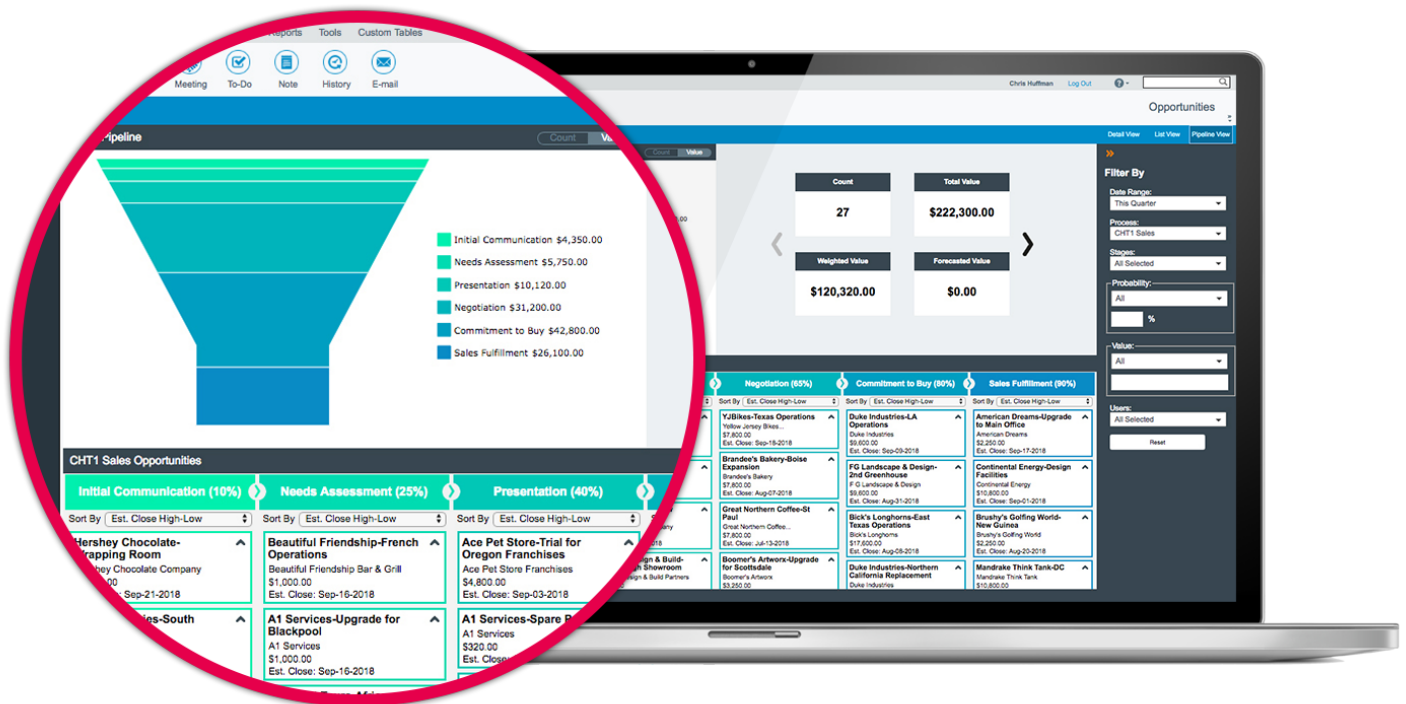 Reports Tools Custom Tables
Meeting To-Do Note History E-mail
Pipeline
Count
Initial Communication $4,350.00
Needs Assessment $5,750.00
Presentation $10,120.00
Negotiation $31,200.00
Commitment to Buy $42,800.00
Sales Fulfillment $26,100.00
CHT1 Sales Opportunities
Initial Communication (10%) Needs Assessment (25%) Presentation (40%)
Sort By Est. Close High-Low Sort By Est. Close High-Low Sort By Est. Close High-Low
Hershey Chocolate-
Chocolate Company
Sep-21-2018
Beautiful Friendship-French
Operations
Beautiful Friendship Bar & Grill
$1,000.00
Est. Close: Sep-16-2018
Ace Pet Store-Trial for
Oregon Franchises
Ace Pet Store Franchises
$4,800.00
Est. Close: Sep-03-2018
A1 Services-Upgrade for
Blackpool
A1 Services
$1,000.00
Est. Close: Sep-16-2018
A1 Services-Spare
A1 Services
$320.00
Est.
Chris Huffman Log Out
Opportunities
Detail View List View Pipeline View
Count Value
Count
27
Total Value
$222,300.00
Weighted Value
$120,320.00
Forecasted Value
$0.00
Filter By
Date Range:
This Quarter
Process:
CHT1 Sales
Stages:
All Selected
Probability:
All
%
Value:
All
Users:
All Selected
Reset
Negotiation (65%) Commitment to Buy (80%) Sales Fulfillment (90%)
Sort By Est. Close High-Low Sort By Est. Close High-Low Sort By Est. Close High-Low
YJBikes-Texas Operations
Yellow Jersey Bikes...
$7,800.00
Est. Close: Sep-18-2018
Brandee's Bakery-Boise
Expansion
Brandee's Bakery
$7,800.00
Est. Close: Aug-07-2018
Great Northern Coffee-St
Paul
Great Northern Coffee...
$7,800.00
Est. Close: Jul-13-2018
Boomer's Artworx-Upgrade
for Scottsdale
Boomer's Artworx
$3,250.00
Duke Industries-LA
Operations
Duke Industries
$9,600.00
Est. Close: Sep-09-2018
FG Landscape & Design-
2nd Greenhouse
F G Landscape & Design
$9,600.00
Est. Close: Aug-31-2018
Bick's Longhorns-East
Texas Operations
Bick's Longhorns
$17,600.00
Est. Close: Aug-08-2018
Duke Industries-Northern
California Replacement
Duke Industries
American Dreams-Upgrade
to Main Office
American Dreams
$2,250.00
Est. Close: Sep-17-2018
Continental Energy-Design
Facilities
Continental Energy
$10,800.00
Est. Close: Sep-01-2018
Brushy's Golfing World-
New Guinea
Brushy's Golfing World
$2,250.00
Est. Close: Aug-20-2018
Mandrake Think Tank-DC
Mandrake Think Tank
$10,800.00
Showroom
Design & Build Partners